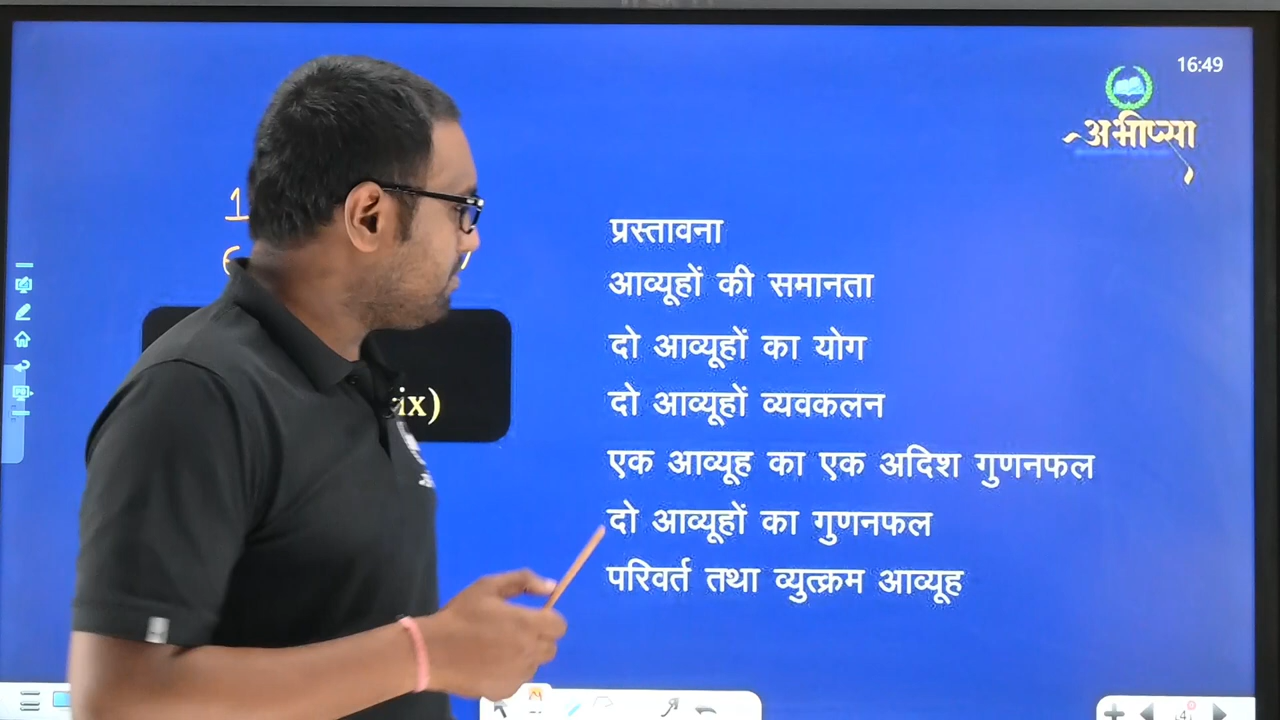 16:49
अभीप्सा
प्रस्तावना
आव्यूहों की समानता
दो आव्यूहों का योग
दो आव्यूहों व्यवकलन
एक आव्यूह का एक अदिश गुणनफल
दो आव्यूहों का गुणनफल
परिवर्त तथा व्युत्क्रम आव्यूह
1
ix)